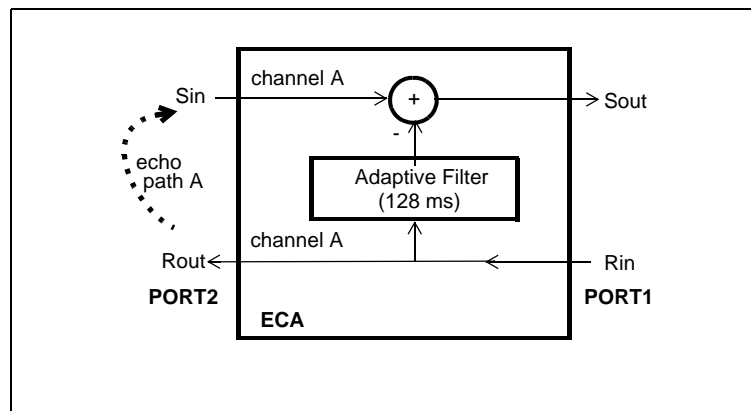 channel A
Sin
+
Sout
-
echo
path A
Adaptive Filter
(128 ms)
channel A
Rout
Rin
PORT2
PORT1
ECA